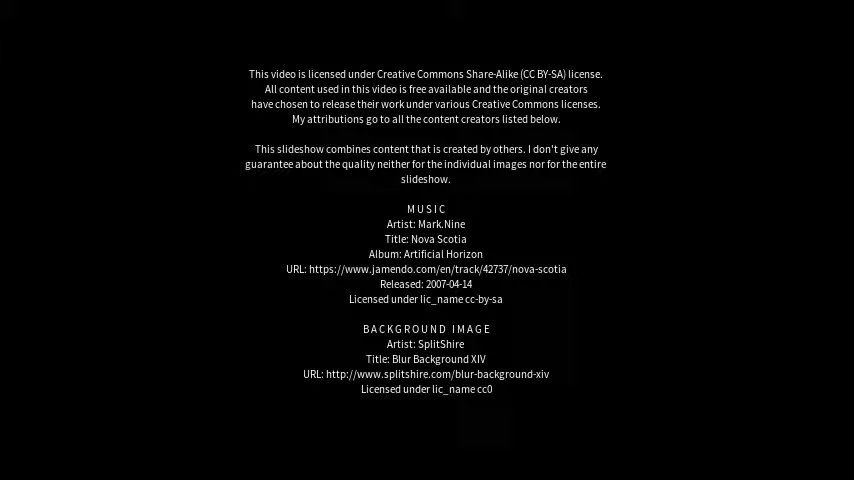 This video is licensed under Creative Commons Share-Alike (CC BY-SA) license.
All content used in this video is free available and the original creators
have chosen to release their work under various Creative Commons licenses.
My attributions go to all the content creators listed below.
This slideshow combines content that is created by others. I don't give any
guarantee about the quality neither for the individual images nor for the entire
slideshow.
MUSIC
Artist: Mark.Nine
Title: Nova Scotia
Album: Artificial Horizon
URL: https://www.jamendo.com/en/track/42737/nova-scotia
Released: 2007-04-14
Licensed under lic_name cc-by-sa
BACKGROUND IMAGE
Artist: SplitShire
Title: Blur Background XIV
URL: http://www.splitshire.com/blur-background-xiv
Licensed under lic_name cc0